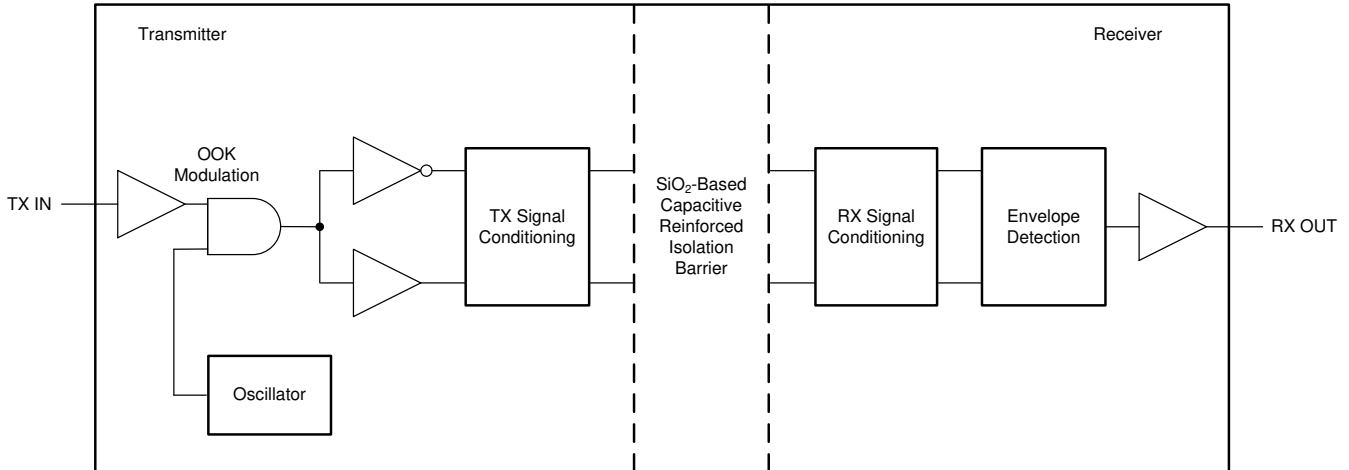 Transmitter
Receiver
OOK
Modulation
TX IN
TX Signal
Conditioning
SiO₂-Based
Capacitive
Reinforced
Isolation
Barrier
RX Signal
Conditioning
Envelope
Detection
RX OUT
Oscillator